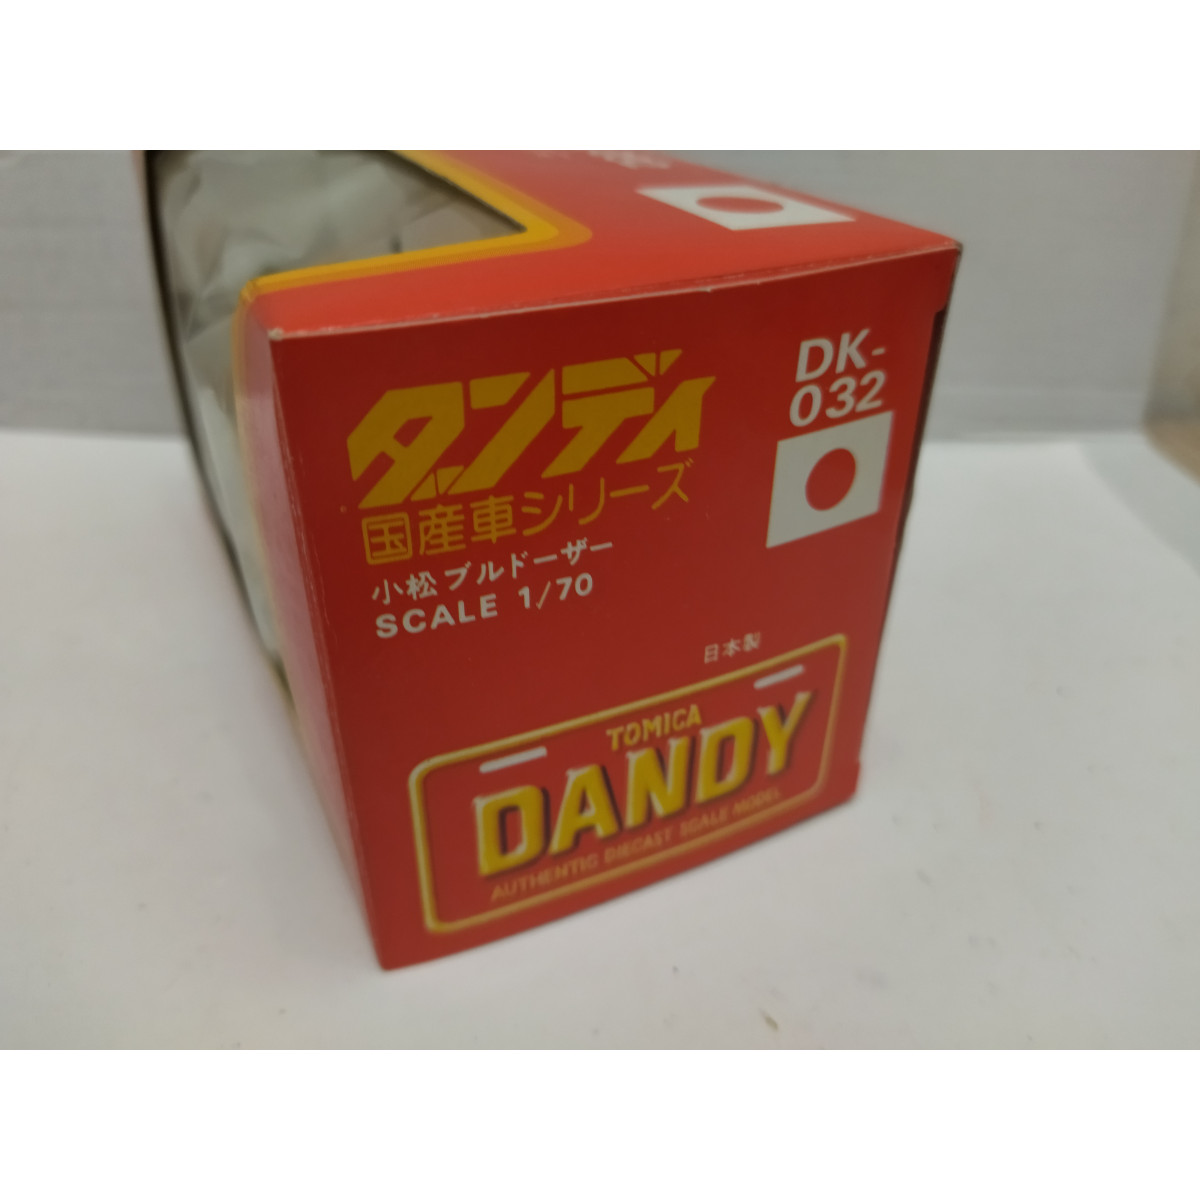 DK-
032
ダンディ
国産車シリーズ
小松 ブルドーザー
SCALE 1/70
日本製
TOMICA
DANDY
AUTHENTIC DIECAST SCALE MODEL